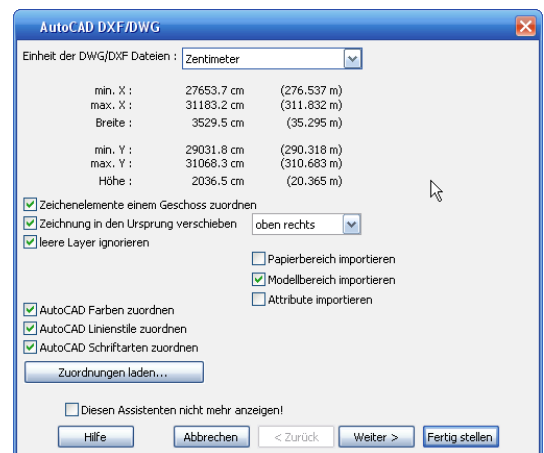 AutoCAD DXF/DWG
Einheit der DWG/DXF Dateien : Zentimeter
min. X : 27653.7 cm (276.537 m)
max. X : 31183.2 cm (311.832 m)
Breite : 3529.5 cm (35.295 m)
min. Y : 29031.8 cm (290.318 m)
max. Y : 31068.3 cm (310.683 m)
Höhe : 2036.5 cm (20.365 m)
Zeichenelemente einem Geschoss zuordnen
Zeichnung in den Ursprung verschieben oben rechts
leere Layer ignorieren
Papierbereich importieren
Modellbereich importieren
Attribute importieren
AutoCAD Farben zuordnen
AutoCAD Linienstile zuordnen
AutoCAD Schriftarten zuordnen
Zuordnungen laden...
Diesen Assistenten nicht mehr anzeigen!
Hilfe Abbrechen < Zurück Weiter > Fertig stellen